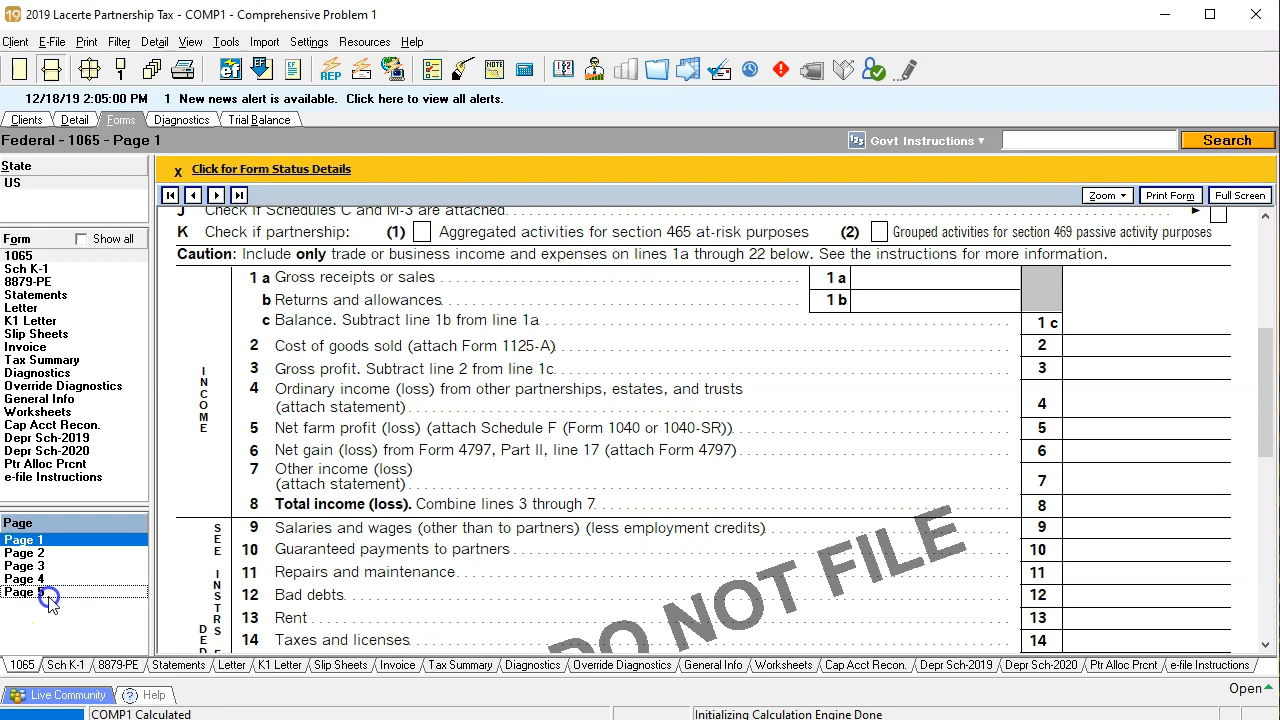 19 2019 Lacerte Partnership Tax - COMP1 - Comprehensive Problem 1
Client E-File Print Filter Detail View Tools Import Settings Resources Help
12/18/19 2:05:00 PM 1 New news alert is available. Click here to view all alerts.
Clients Detail Forms Diagnostics Trial Balance
Federal - 1065 - Page 1 Govt Instructions Search
State
US
Form Show all
1065
Sch K-1
8879-PE
Statements
Letter
K1 Letter
Slip Sheets
Invoice
Tax Summary
Diagnostics
Override Diagnostics
General Info
Worksheets
Cap Acct Recon.
Depr Sch-2019
Depr Sch-2020
Ptr Alloc Prcnt
e-file Instructions
Page
Page 1
Page 2
Page 3
Page 4
Page 5
X Click for Form Status Details
Zoom Print Form Full Screen
J Check if Schedules C and M-3 are attached
K Check if partnership: (1) Aggregated activities for section 465 at-risk purposes (2) Grouped activities for section 469 passive activity purposes
Caution: Include only trade or business income and expenses on lines 1a through 22 below. See the instructions for more information.
INCOME
1 a Gross receipts or sales 1 a
b Returns and allowances 1 b
c Balance. Subtract line 1b from line 1a 1 c
2 Cost of goods sold (attach Form 1125-A) 2
3 Gross profit. Subtract line 2 from line 1c 3
4 Ordinary income (loss) from other partnerships, estates, and trusts
(attach statement) 4
5 Net farm profit (loss) (attach Schedule F (Form 1040 or 1040-SR)) 5
6 Net gain (loss) from Form 4797, Part II, line 17 (attach Form 4797) 6
7 Other income (loss)
(attach statement) 7
8 Total income (loss). Combine lines 3 through 7 8
SEE INSTRS
DE
9 Salaries and wages (other than to partners) (less employment credits) 9
10 Guaranteed payments to partners 10
11 Repairs and maintenance 11
12 Bad debts 12
13 Rent 13
14 Taxes and licenses 14
DO NOT FILE
1065 Sch K-1 8879-PE Statements Letter K1 Letter Slip Sheets Invoice Tax Summary Diagnostics Override Diagnostics General Info Worksheets Cap Acct Recon. Depr Sch-2019 Depr Sch-2020 Ptr Alloc Prcnt e-file Instructions
Live Community Help
Open
COMP1 Calculated Initializing Calculation Engine Done